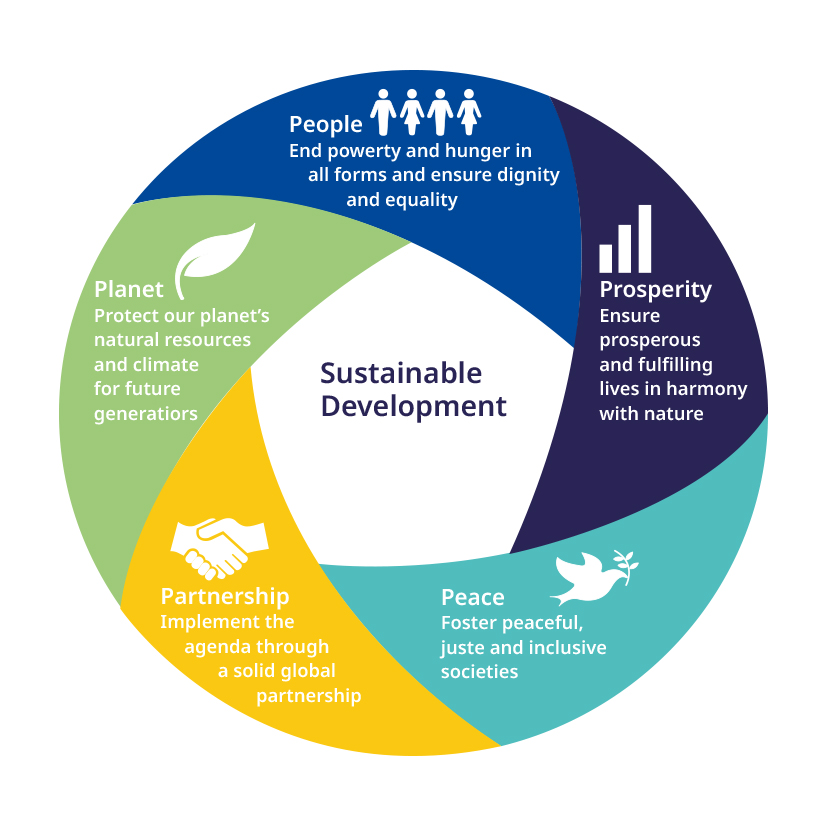 People
End powerty and hunger in
all forms and ensure dignity
and equality
Prosperity
Ensure
prosperous
and fulfilling
lives in harmony
with nature
Peace
Foster peaceful,
juste and inclusive
societies
Partnership
Implement the
agenda through
a solid global
partnership
Planet
Protect our planet’s
natural resources
and climate
for future
generatiors
Sustainable
Development